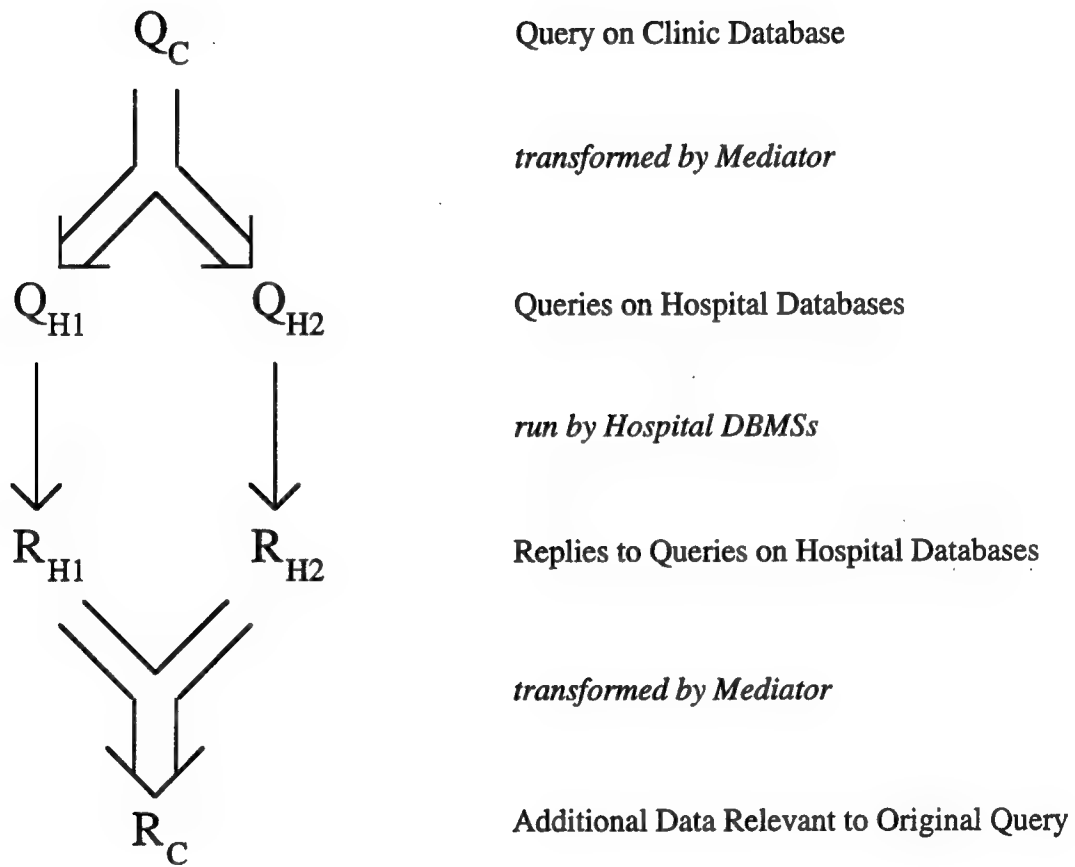 Q_C Query on Clinic Database
transformed by Mediator
Q_H1 Q_H2 Queries on Hospital Databases
run by Hospital DBMSs
R_H1 R_H2 Replies to Queries on Hospital Databases
transformed by Mediator
R_C Additional Data Relevant to Original Query